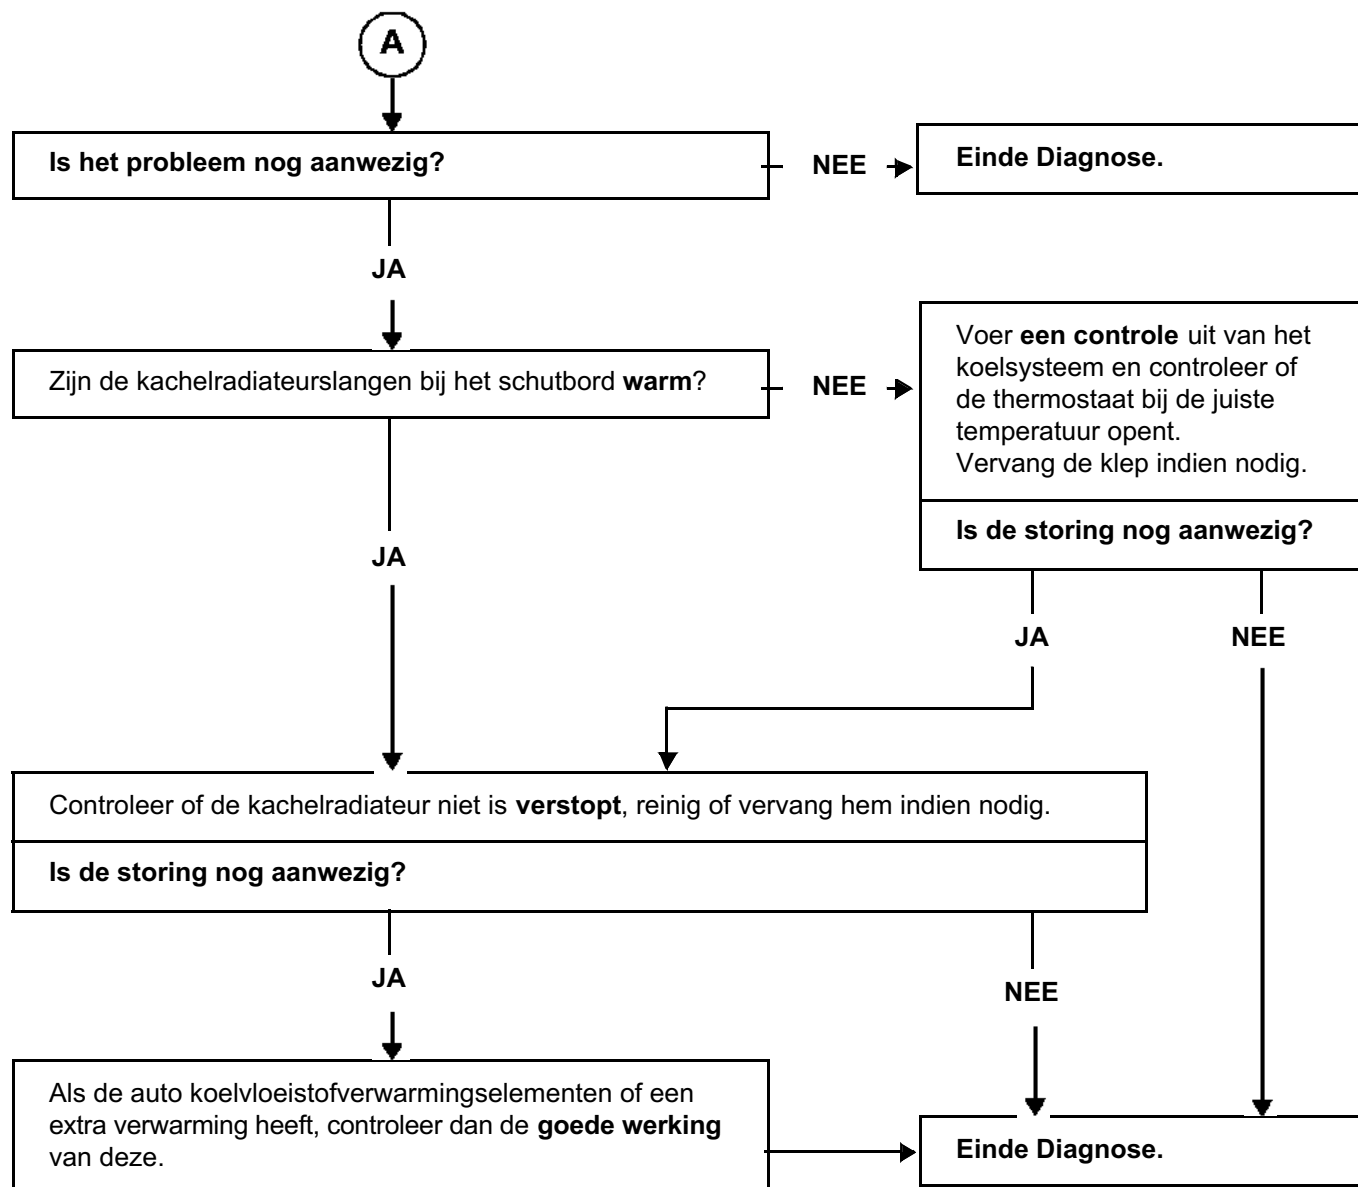 A
Is het probleem nog aanwezig?
NEE
Einde Diagnose.
JA
Zijn de kachelradiateurslangen bij het schutbord warm?
NEE
Voer een controle uit van het
koelsysteem en controleer of
de thermostaat bij de juiste
temperatuur opent.
Vervang de klep indien nodig.
Is de storing nog aanwezig?
JA
JA
NEE
Controleer of de kachelradiateur niet is verstopt, reinig of vervang hem indien nodig.
Is de storing nog aanwezig?
JA
NEE
Als de auto koelvloeistofverwarmingselementen of een
extra verwarming heeft, controleer dan de goede werking
van deze.
Einde Diagnose.